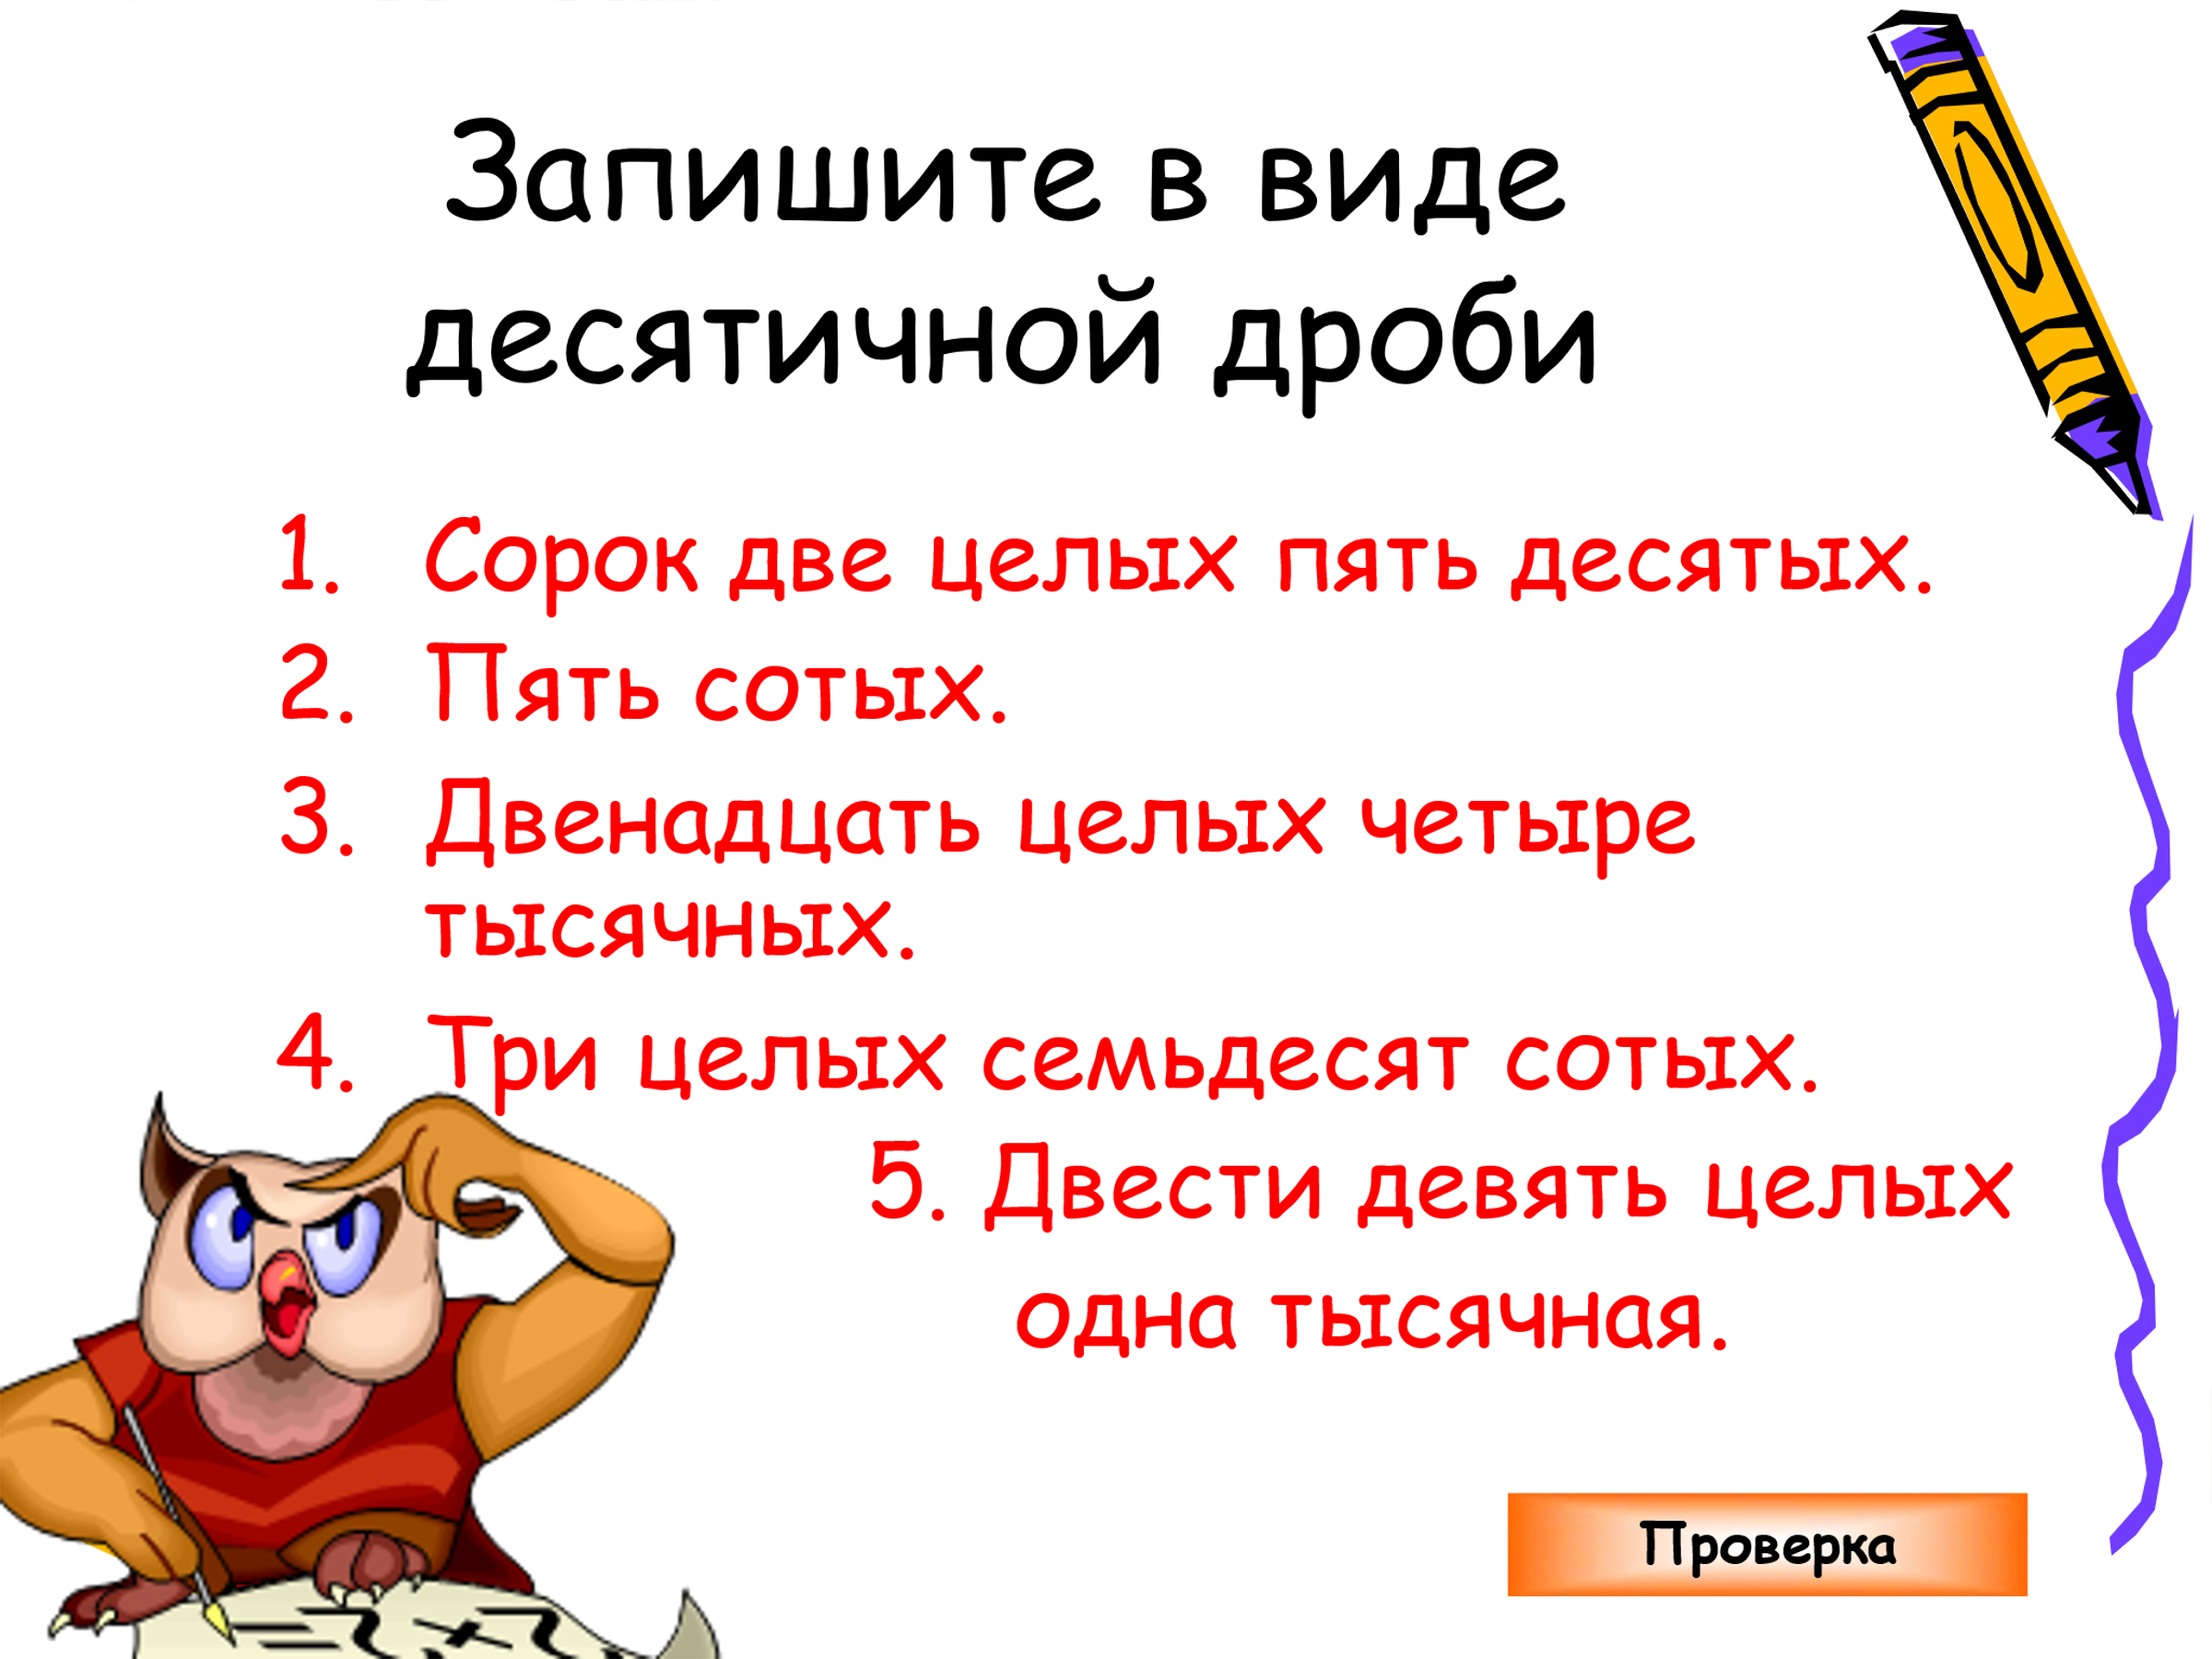 Запишите в виде
десятичной дроби
1. Сорок две целых пять десятых.
2. Пять сотых.
3. Двенадцать целых четыре
тысячных.
4. Три целых семьдесят сотых.
5. Двести девять целых
одна тысячная.
Проверка